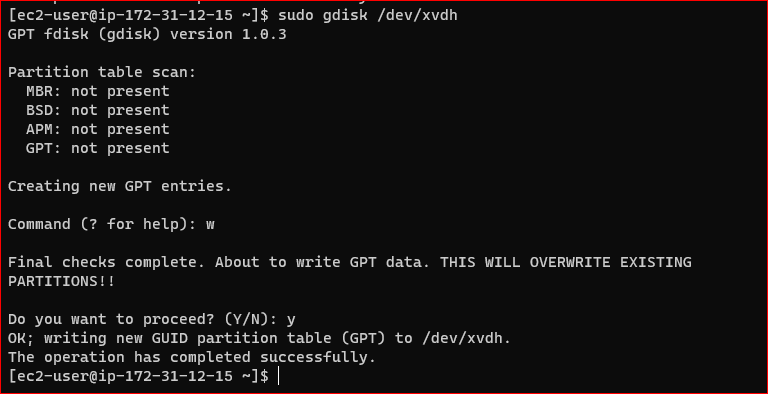 [ec2-user@ip-172-31-12-15 ~]$ sudo gdisk /dev/xvdh
GPT fdisk (gdisk) version 1.0.3
Partition table scan:
  MBR: not present
  BSD: not present
  APM: not present
  GPT: not present
Creating new GPT entries.
Command (? for help): w
Final checks complete. About to write GPT data. THIS WILL OVERWRITE EXISTING
PARTITIONS!!
Do you want to proceed? (Y/N): y
OK; writing new GUID partition table (GPT) to /dev/xvdh.
The operation has completed successfully.
[ec2-user@ip-172-31-12-15 ~]$